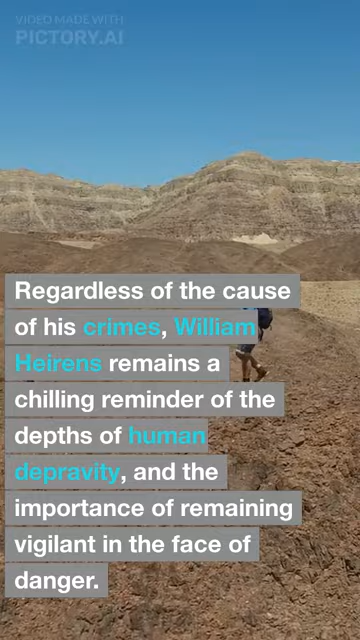 VIDEO MADE WITH
PICTORY.AI
Regardless of the cause
of his crimes, William
Heirens remains a
chilling reminder of the
depths of human
depravity, and the
importance of remaining
vigilant in the face of
danger.